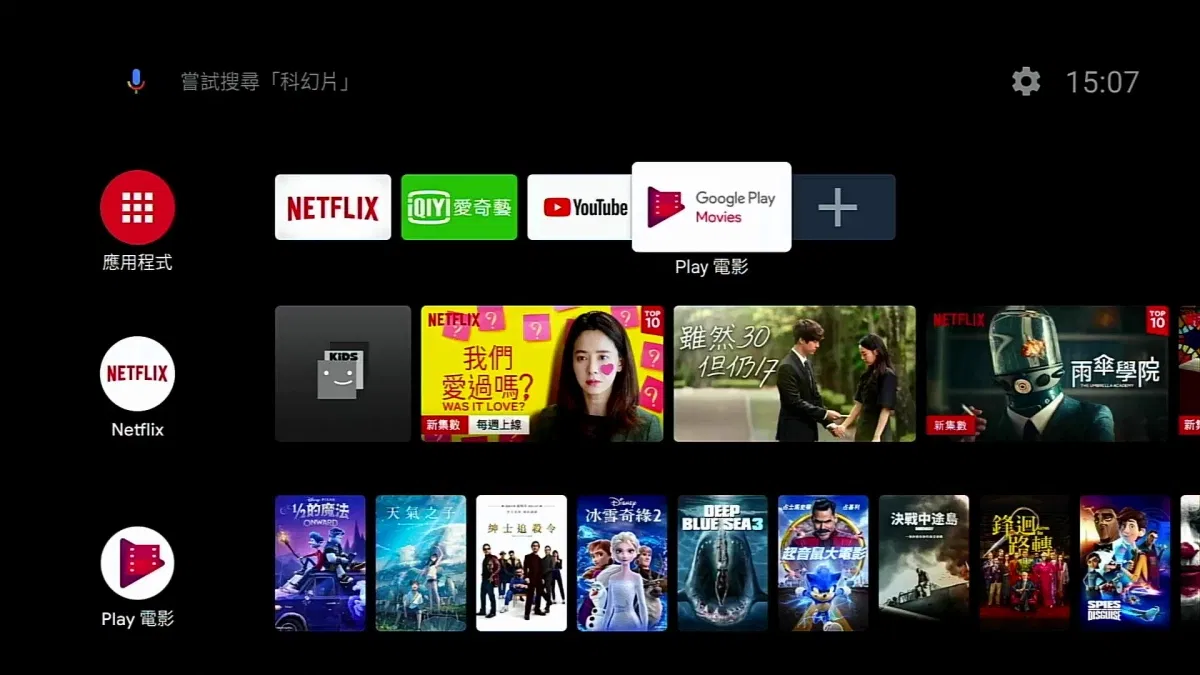 嘗試搜尋「科幻片」
15:07
應用程式
NETFLIX
iQIYI 愛奇藝
YouTube
Google Play
Movies
Play 電影
Netflix
NETFLIX
KIDS
NETFLIX
TOP
10
我們
愛過嗎?
WAS IT LOVE?
新集數
每週上線
雖然30
但仍17
NETFLIX
TOP
10
雨傘學院
THE UMBRELLA ACADEMY
新集數
Play 電影
Disney PIXAR
1/2的魔法
ONWARD
天氣之子
紳士追殺令
Disney
冰雪奇緣2
DEEP
BLUE SEA 3
音鼠大電影
決戰中途島
鋒迴
路轉
SPIES
DISGUISE